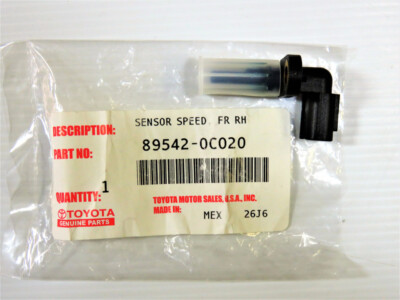 DESCRIPTION: SENSOR SPEED FR RH
PART NO: 89542-0C020
QUANTITY: 1
TOYOTA
GENUINE PARTS
TOYOTA MOTOR SALES, U.S.A., INC.
MADE IN: MEX 26J6